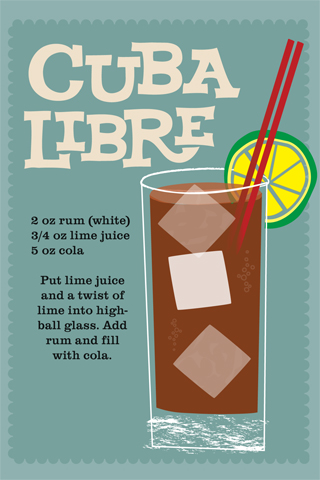 CUBA
LIBRE
2 oz rum (white)
3/4 oz lime juice
5 oz cola
Put lime juice
and a twist of
lime into high-
ball glass. Add
rum and fill
with cola.